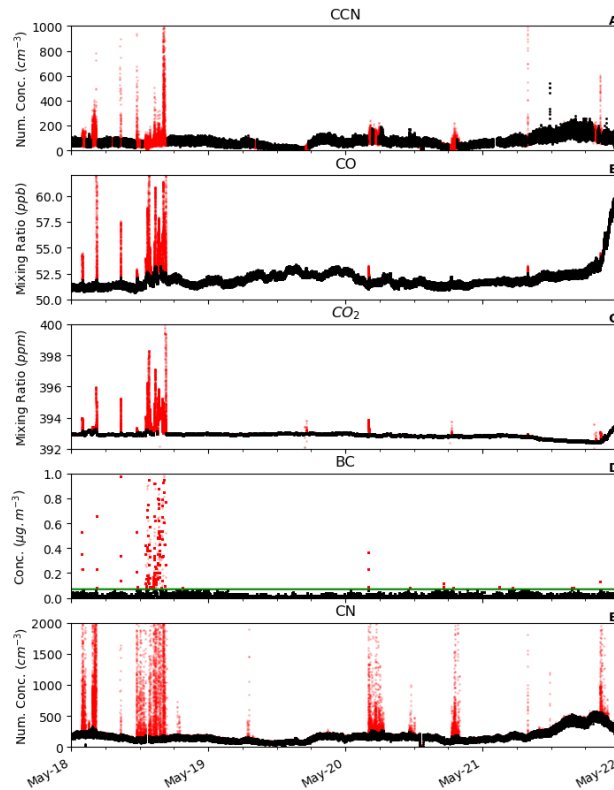 CCN
A
1000
800
600
400
200
0
Num. Conc. (cm⁻³)
CO
60.0
57.5
55.0
52.5
50.0
Mixing Ratio (ppb)
CO₂
400
398
396
394
392
Mixing Ratio (ppm)
BC
D
1.0
0.8
0.6
0.4
0.2
0.0
Conc. (μg.m⁻³)
CN
2000
1500
1000
500
0
Num. Conc. (cm⁻³)
May-18
May-19
May-20
May-21
May-22